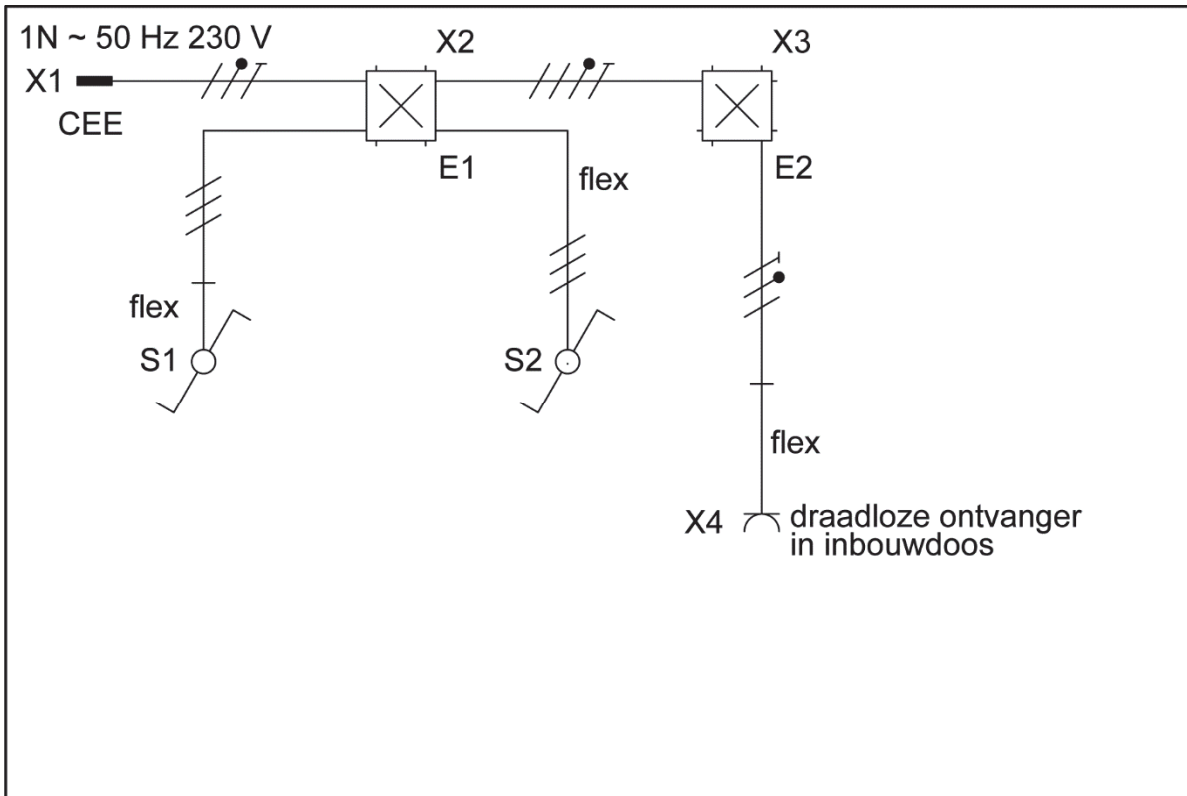 1N ~ 50 Hz 230 V
X2
X3
X1
CEE
E1
E2
flex
flex
S1
S2
flex
X4
draadloze ontvanger
in inbouwdoos